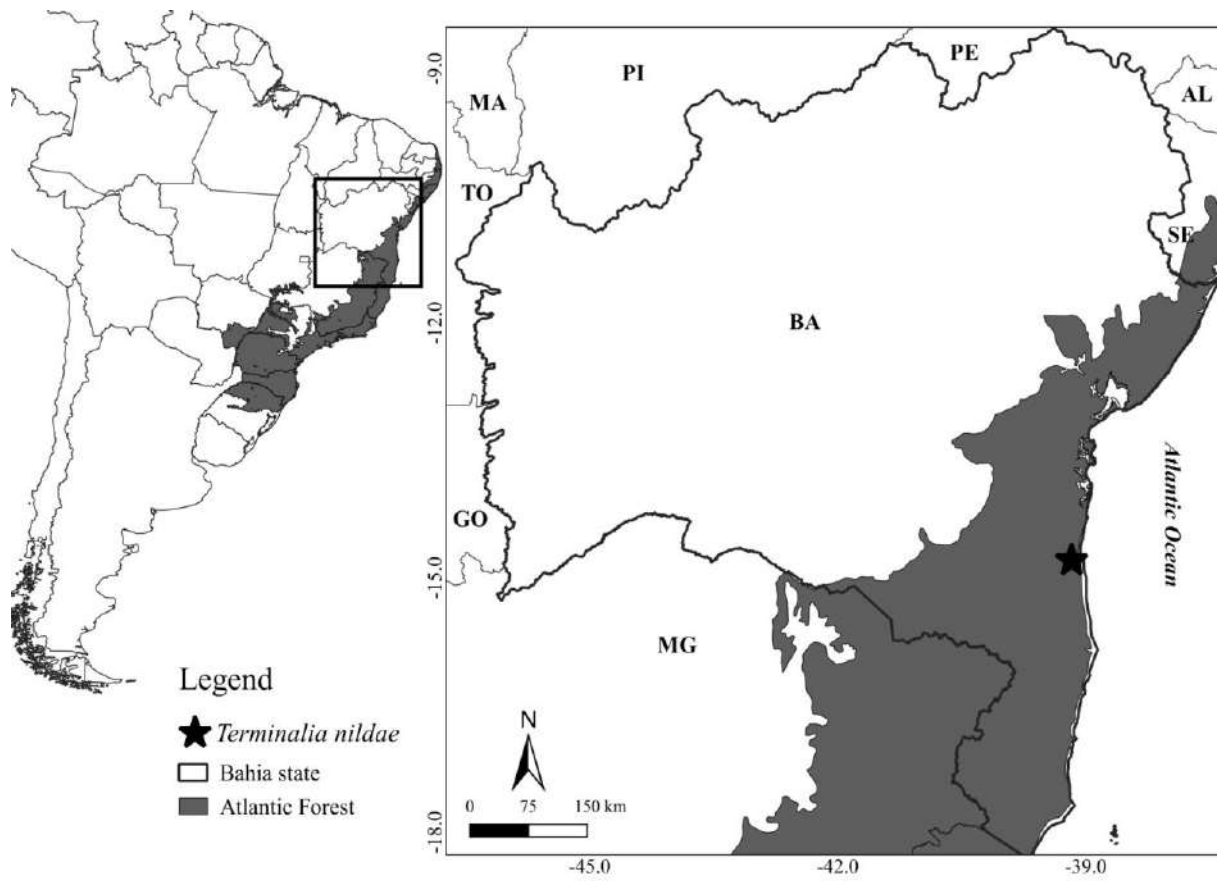 -9.0
-12.0
-15.0
-18.0
PI
PE
MA
AL
TO
SE
BA
GO
MG
Atlantic Ocean
Legend
Terminalia nildae
Bahia state
Atlantic Forest
N
0 75 150 km
-45.0 -42.0 -39.0